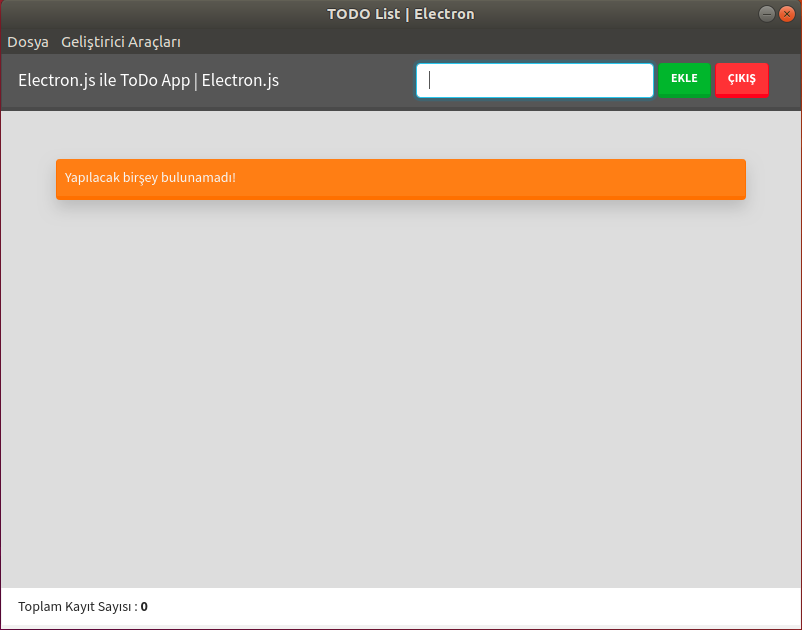 TODO List | Electron
Dosya Geliştirici Araçları
Electron.js ile ToDo App | Electron.js EKLE ÇIKIŞ
Yapılacak birşey bulunamadı!
Toplam Kayıt Sayısı : 0